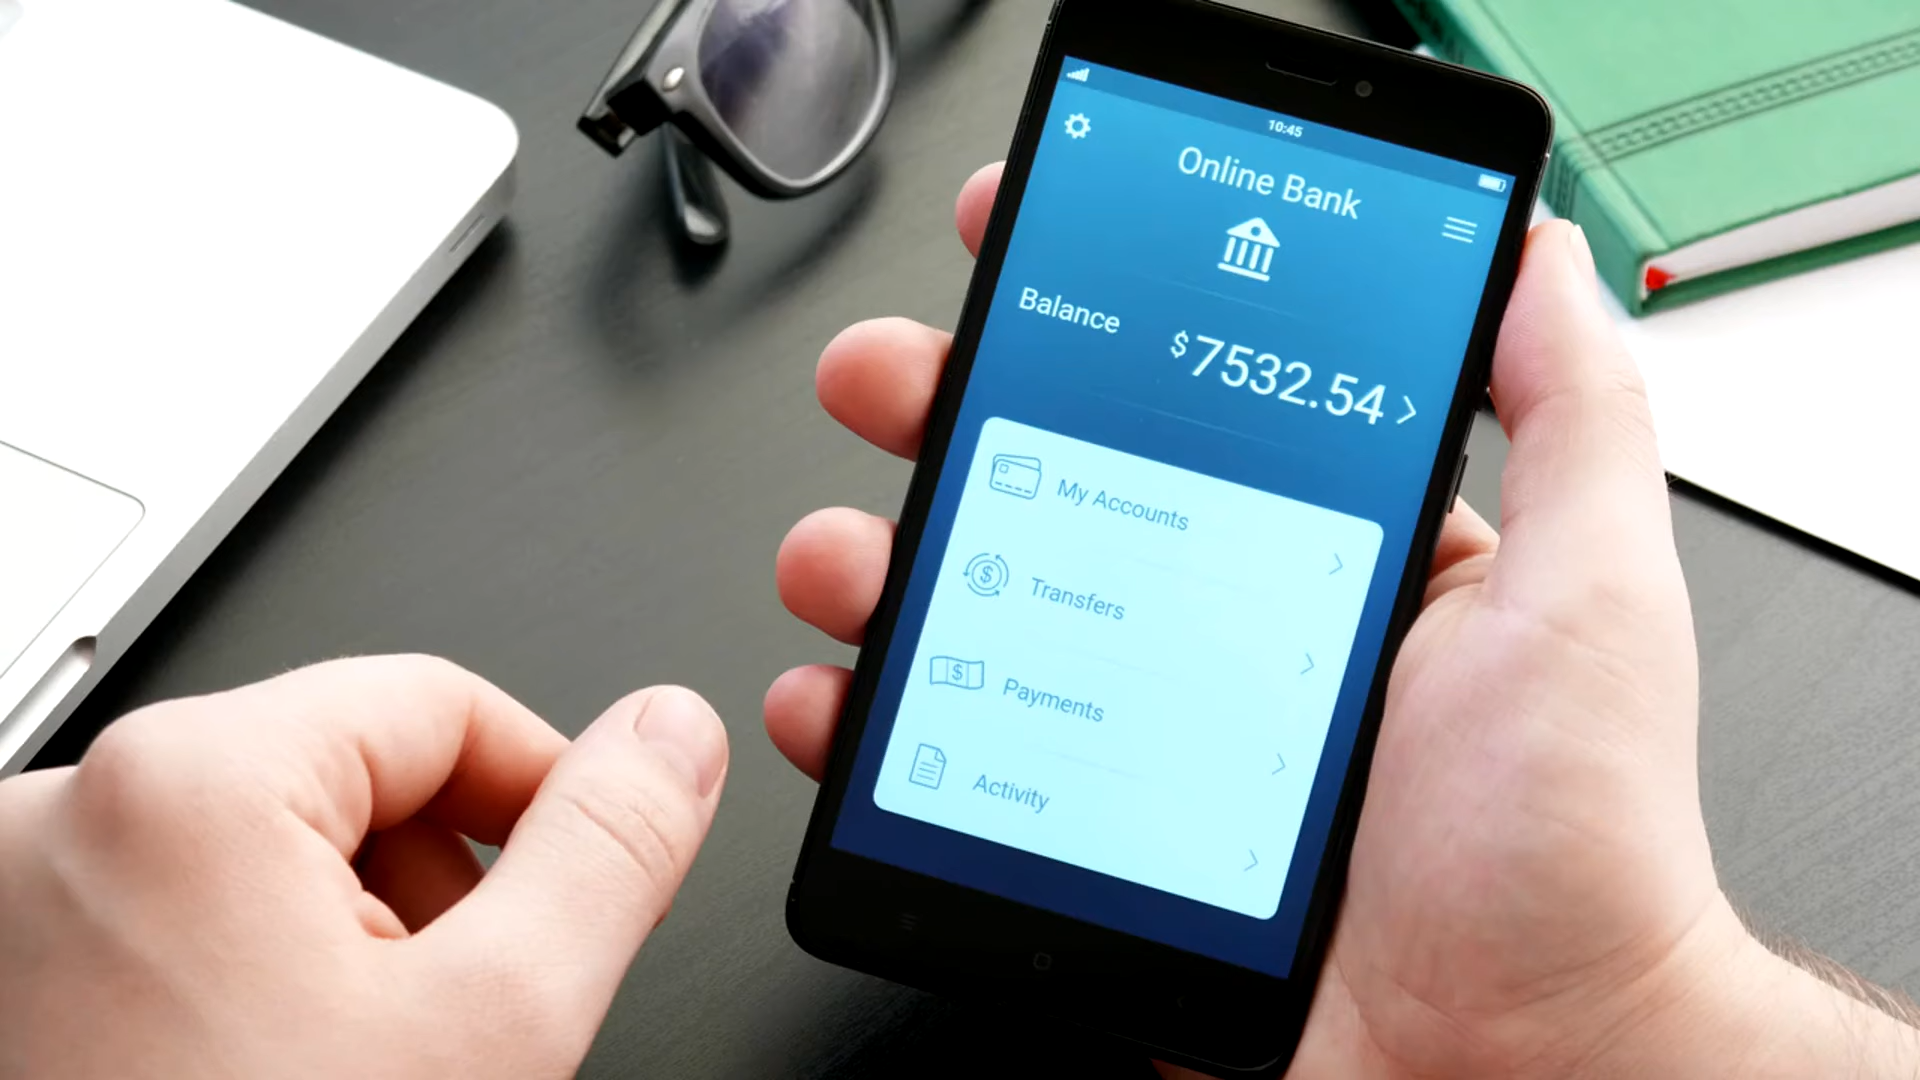 10:45
Online Bank
Balance
$7532.54
My Accounts
Transfers
$
Payments
$
Activity